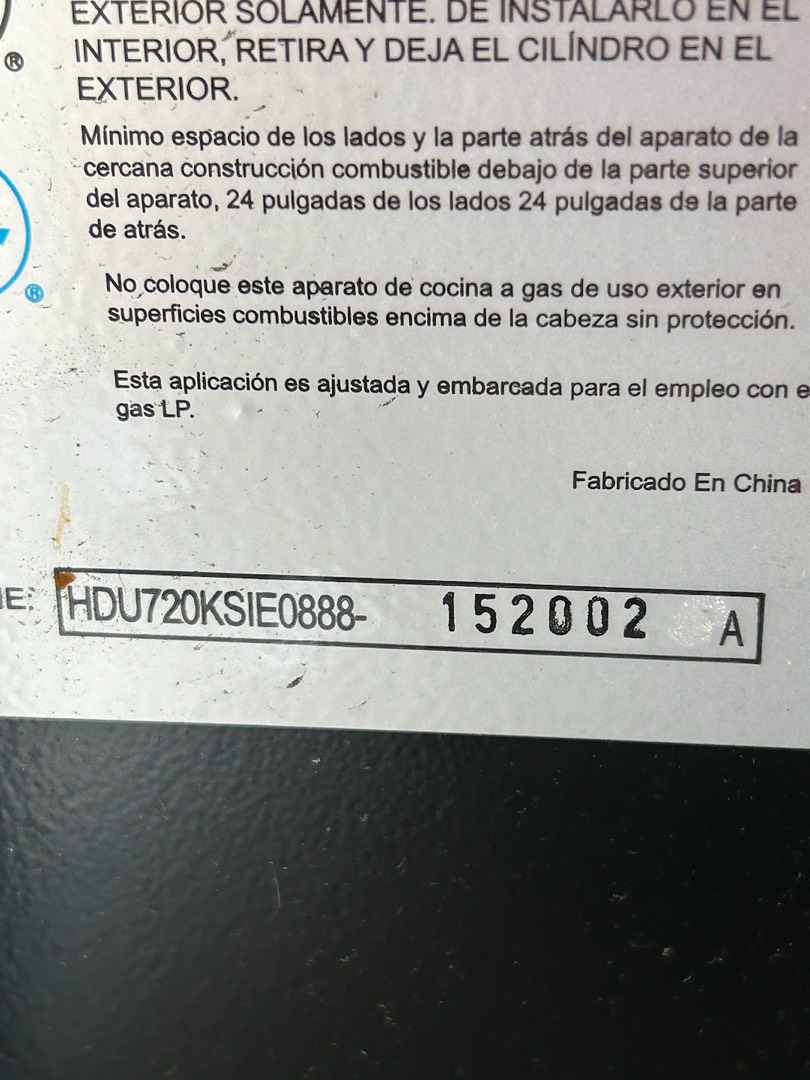 EXTERIOR SOLAMENTE. DE INSTALARLO EN EL
INTERIOR, RETIRA Y DEJA EL CILÍNDRO EN EL
®
EXTERIOR.
Mínimo espacio de los lados y la parte atrás del aparato de la
cercana construcción combustible debajo de la parte superior
del aparato, 24 pulgadas de los lados 24 pulgadas de la parte
de atrás.
®
No coloque este aparato de cocina a gas de uso exterior en
superficies combustibles encima de la cabeza sin protección.
Esta aplicación es ajustada y embarcada para el empleo con e
gas LP.
Fabricado En China
IE: HDU720KSIE0888- 152002 A